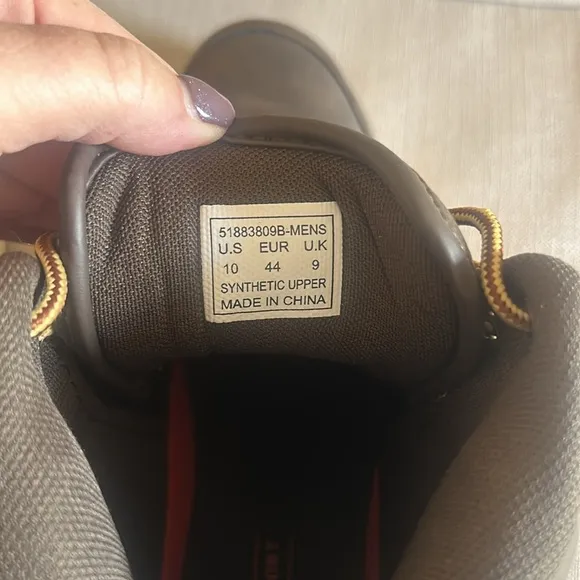 51883809B-MENS
U.S EUR U.K
10 44 9
SYNTHETIC UPPER
MADE IN CHINA